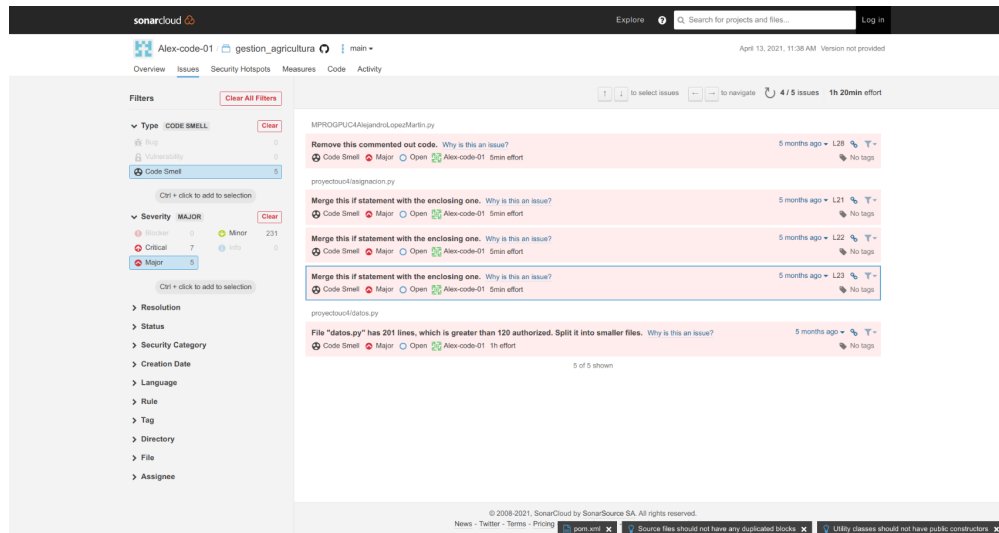 sonarcloud
Explore
Search for projects and files...
Log in
Alex-code-01 / gestion_agricultura
main
April 13, 2021, 11:38 AM Version not provided
Overview Issues Security Hotspots Measures Code Activity
Filters
Clear All Filters
↑ ↓ to select issues ← → to navigate 4 / 5 issues 1h 20min effort
Type CODE SMELL Clear
Bug 0
Vulnerability 0
Code Smell 5
Ctrl + click to add to selection
Severity MAJOR Clear
Blocker 0 Minor 231
Critical 7 Info 0
Major 5
Ctrl + click to add to selection
Resolution
Status
Security Category
Creation Date
Language
Rule
Tag
Directory
File
Assignee
MPROGPUC4AlejandroLopezMartin.py
Remove this commented out code. Why is this an issue? 5 months ago L28
Code Smell Major Open Alex-code-01 5min effort No tags
proyectouc4/asignacion.py
Merge this if statement with the enclosing one. Why is this an issue? 5 months ago L21
Code Smell Major Open Alex-code-01 5min effort No tags
Merge this if statement with the enclosing one. Why is this an issue? 5 months ago L22
Code Smell Major Open Alex-code-01 5min effort No tags
Merge this if statement with the enclosing one. Why is this an issue? 5 months ago L23
Code Smell Major Open Alex-code-01 5min effort No tags
proyectouc4/datos.py
File "datos.py" has 201 lines, which is greater than 120 authorized. Split it into smaller files. Why is this an issue? 5 months ago
Code Smell Major Open Alex-code-01 1h effort No tags
5 of 5 shown
© 2008-2021, SonarCloud by SonarSource SA. All rights reserved.
News - Twitter - Terms - Pricing
pom.xml x Source files should not have any duplicated blocks x Utility classes should not have public constructors x